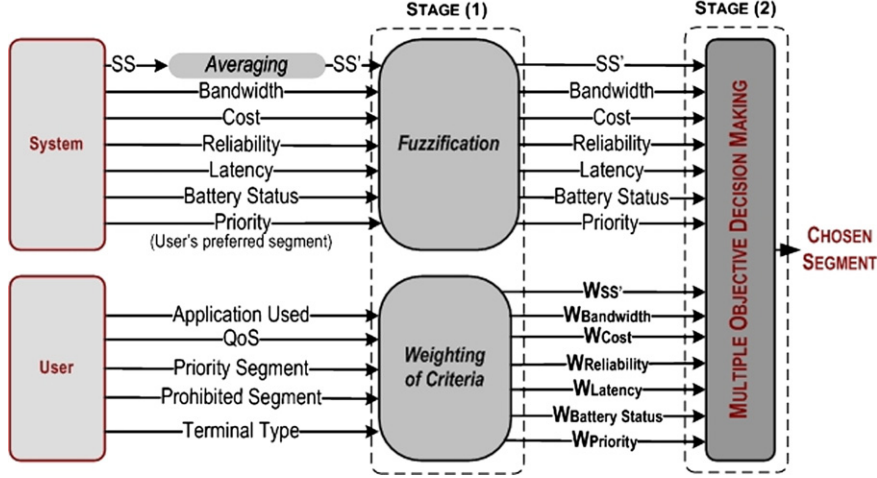 STAGE (1)
STAGE (2)
System
SS
Averaging
SS'
Bandwidth
Cost
Reliability
Latency
Battery Status
Priority
(User's preferred segment)
Fuzzification
SS'
Bandwidth
Cost
Reliability
Latency
Battery Status
Priority
User
Application Used
QoS
Priority Segment
Prohibited Segment
Terminal Type
Weighting
of Criteria
WSS'
WBandwidth
WCost
WReliability
WLatency
WBattery Status
WPriority
MULTIPLE OBJECTIVE DECISION MAKING
CHOSEN
SEGMENT